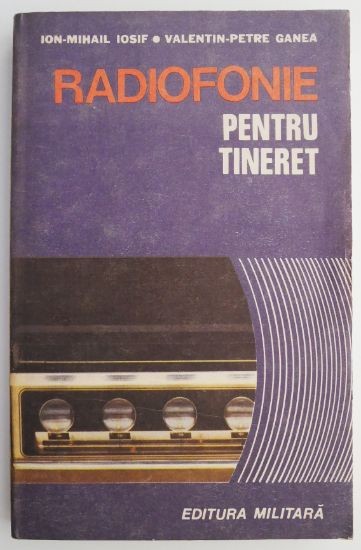 ION-MIHAIL IOSIF • VALENTIN-PETRE GANEA
RADIOFONIE
PENTRU
TINERET
EDITURA MILITARĂ